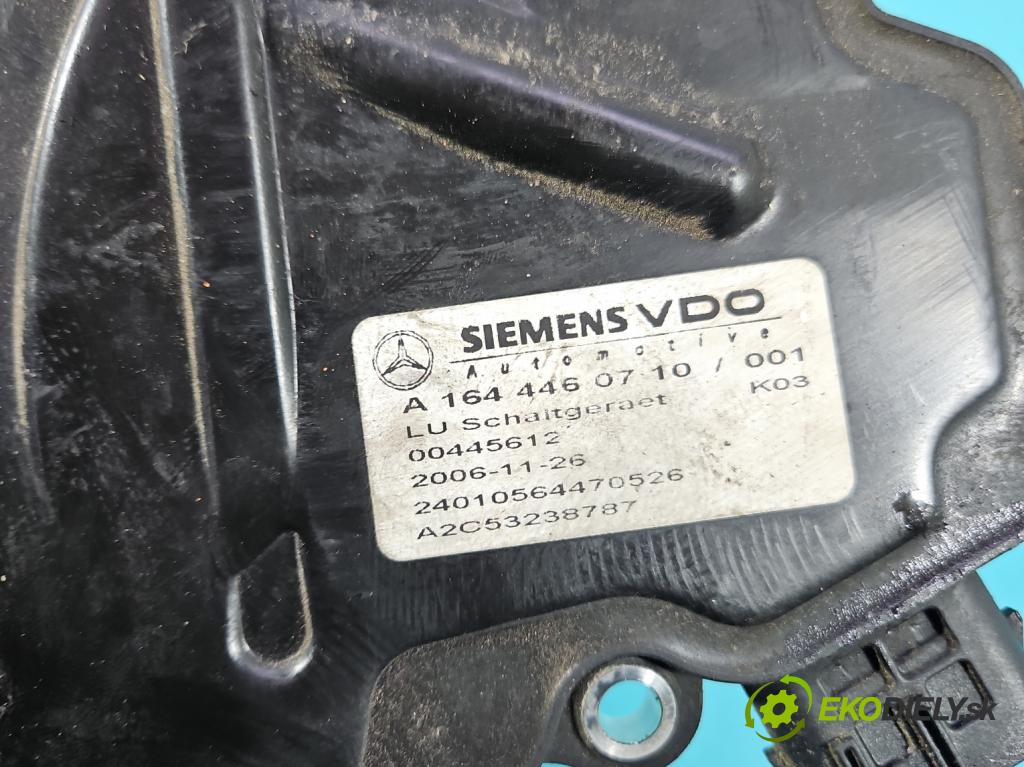 SIEMENS VDO
Automotive
A 164 446 07 10 / 001
LU Schaltgeraet K03
00445612
2006-11-26
24010564470526
A2C53238787
EKODIELY.sk